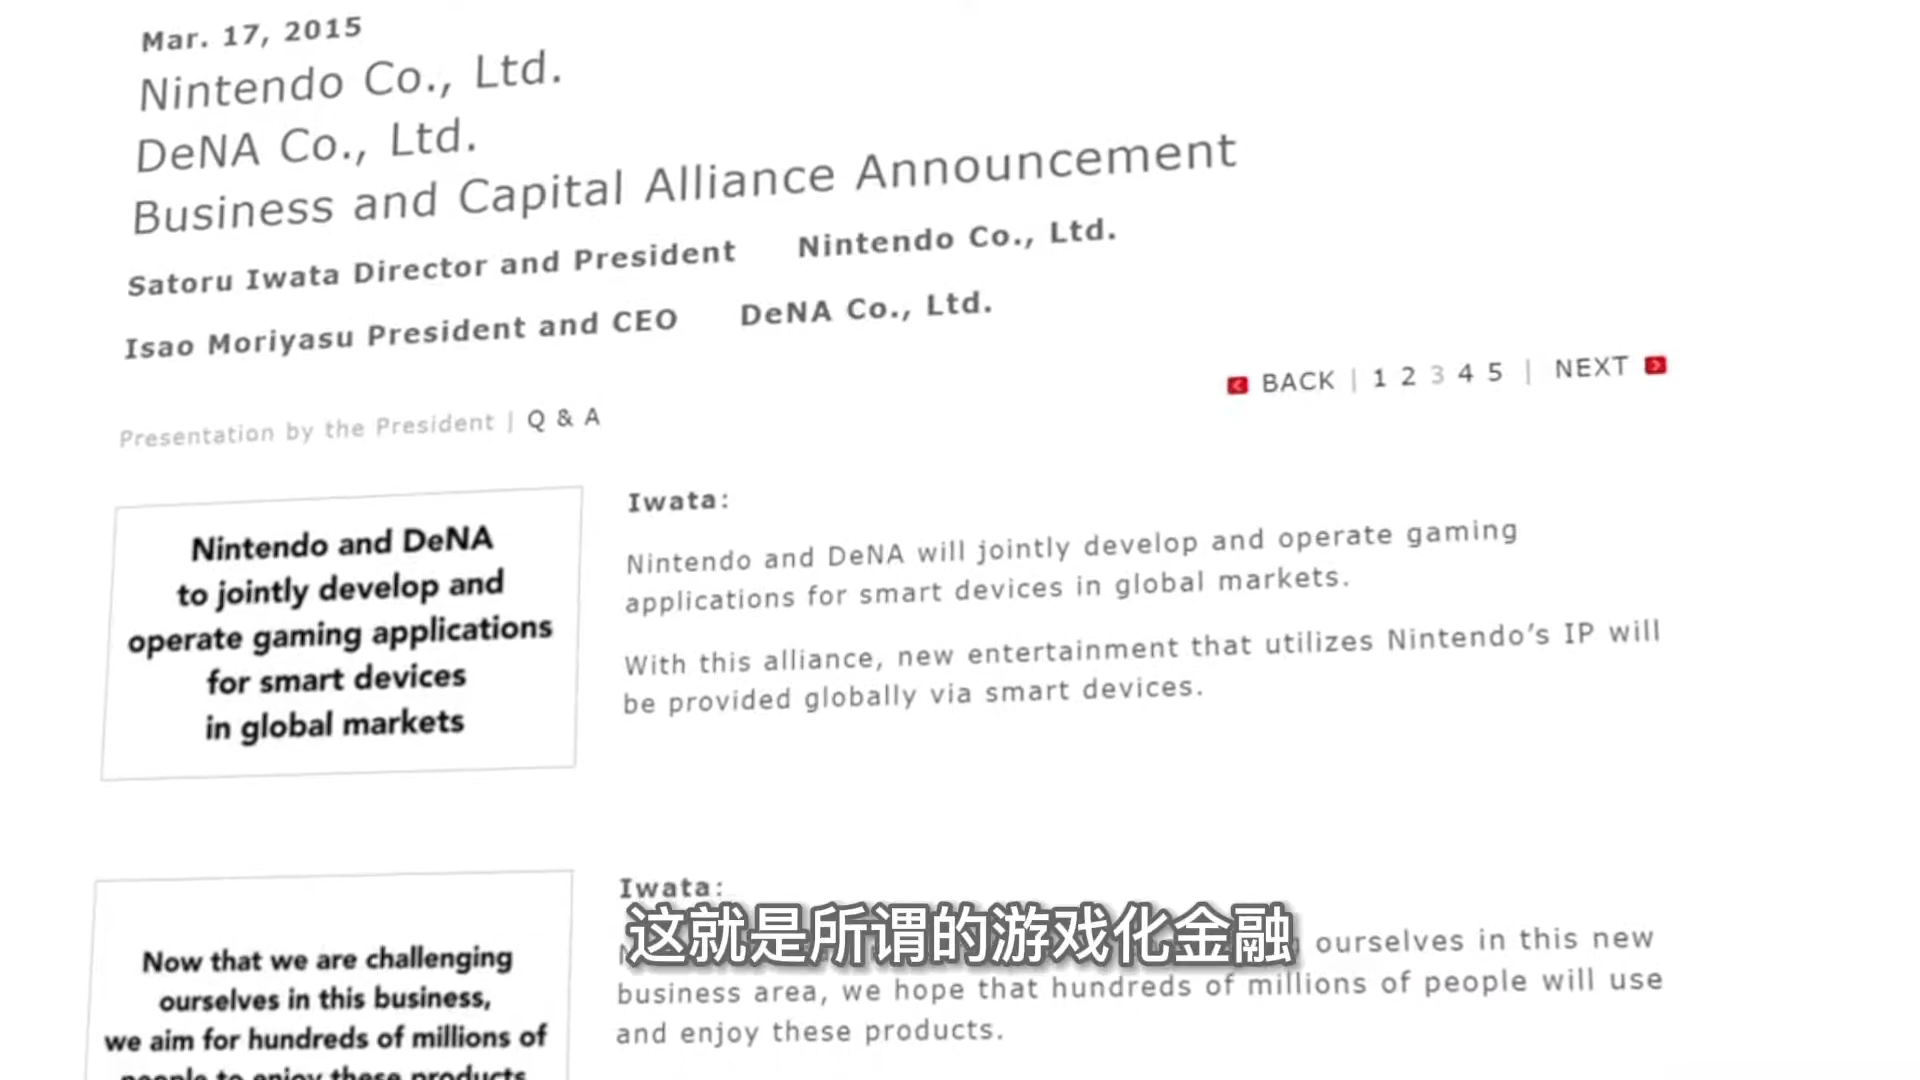 Mar. 17, 2015
Nintendo Co., Ltd.
DeNA Co., Ltd.
Business and Capital Alliance Announcement
Satoru Iwata Director and President Nintendo Co., Ltd.
Isao Moriyasu President and CEO DeNA Co., Ltd.
BACK | 1 2 3 4 5 | NEXT
Presentation by the President | Q & A
Nintendo and DeNA
to jointly develop and
operate gaming applications
for smart devices
in global markets
Iwata:
Nintendo and DeNA will jointly develop and operate gaming
applications for smart devices in global markets.
With this alliance, new entertainment that utilizes Nintendo's IP will
be provided globally via smart devices.
Now that we are challenging
ourselves in this business,
we aim for hundreds of millions of
people to enjoy these products
Iwata:
ourselves in this new
business area, we hope that hundreds of millions of people will use
and enjoy these products.
这就是所谓的游戏化金融